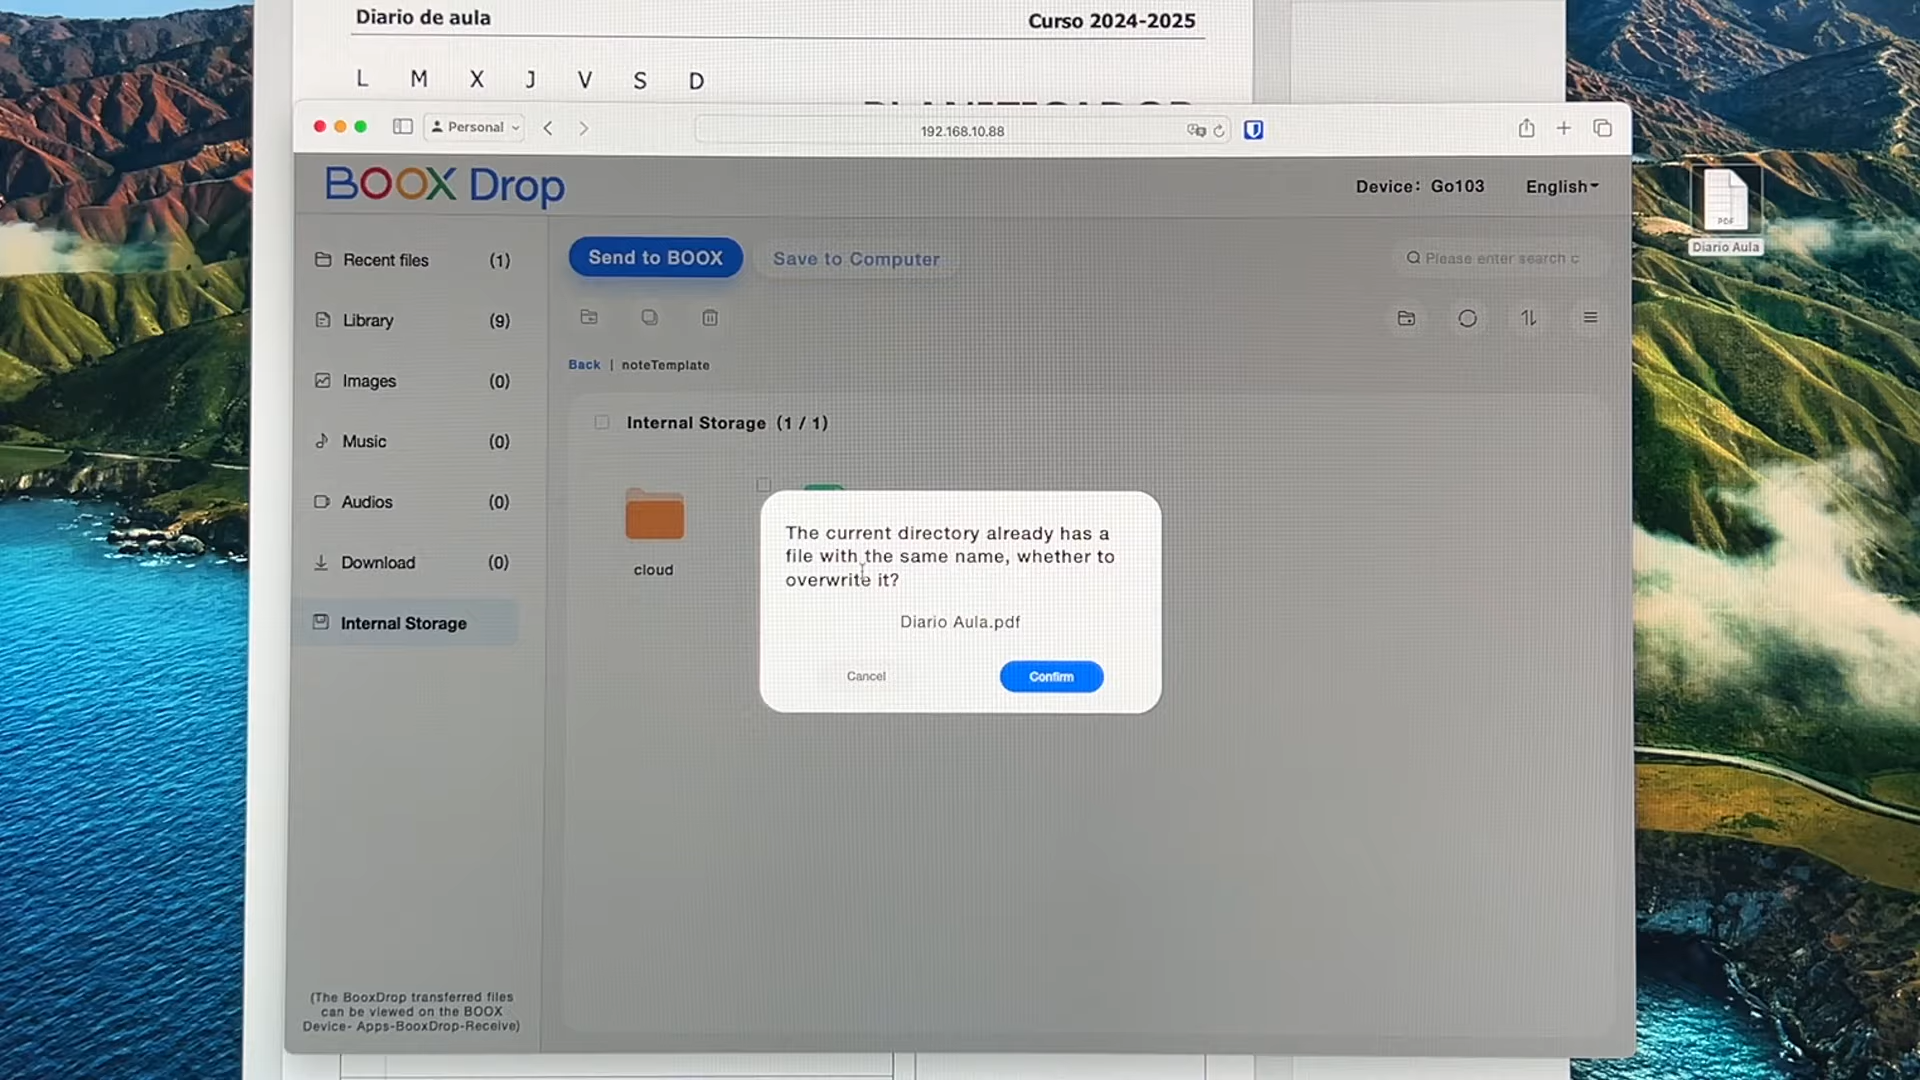 Diario de aula
Curso 2024-2025
L M X J V S D
Personal
192.168.10.88
BOOX Drop
Device: Go103
English
PDF
Diario Aula
Recent files (1)
Library (9)
Images (0)
Music (0)
Audios (0)
Download (0)
Internal Storage
(The BooxDrop transferred files
can be viewed on the BOOX
Device- Apps-BooxDrop-Receive)
Send to BOOX
Save to Computer
Please enter search c
Back | noteTemplate
Internal Storage (1 / 1)
cloud
The current directory already has a
file with the same name, whether to
overwrite it?
Diario Aula.pdf
Cancel
Confirm